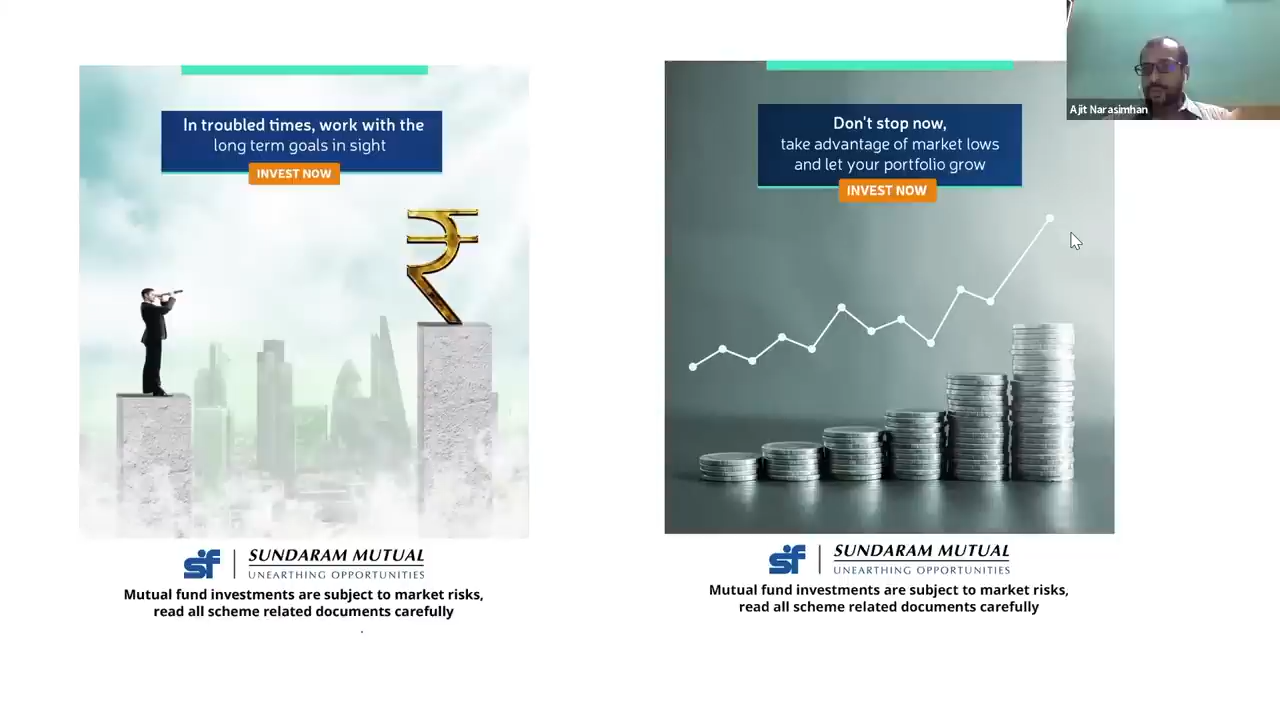 In troubled times, work with the
long term goals in sight
INVEST NOW
sf
SUNDARAM MUTUAL
UNEARTHING OPPORTUNITIES
Mutual fund investments are subject to market risks,
read all scheme related documents carefully
.
Don't stop now,
take advantage of market lows
and let your portfolio grow
INVEST NOW
sf
SUNDARAM MUTUAL
UNEARTHING OPPORTUNITIES
Mutual fund investments are subject to market risks,
read all scheme related documents carefully
Ajit Narasimhan